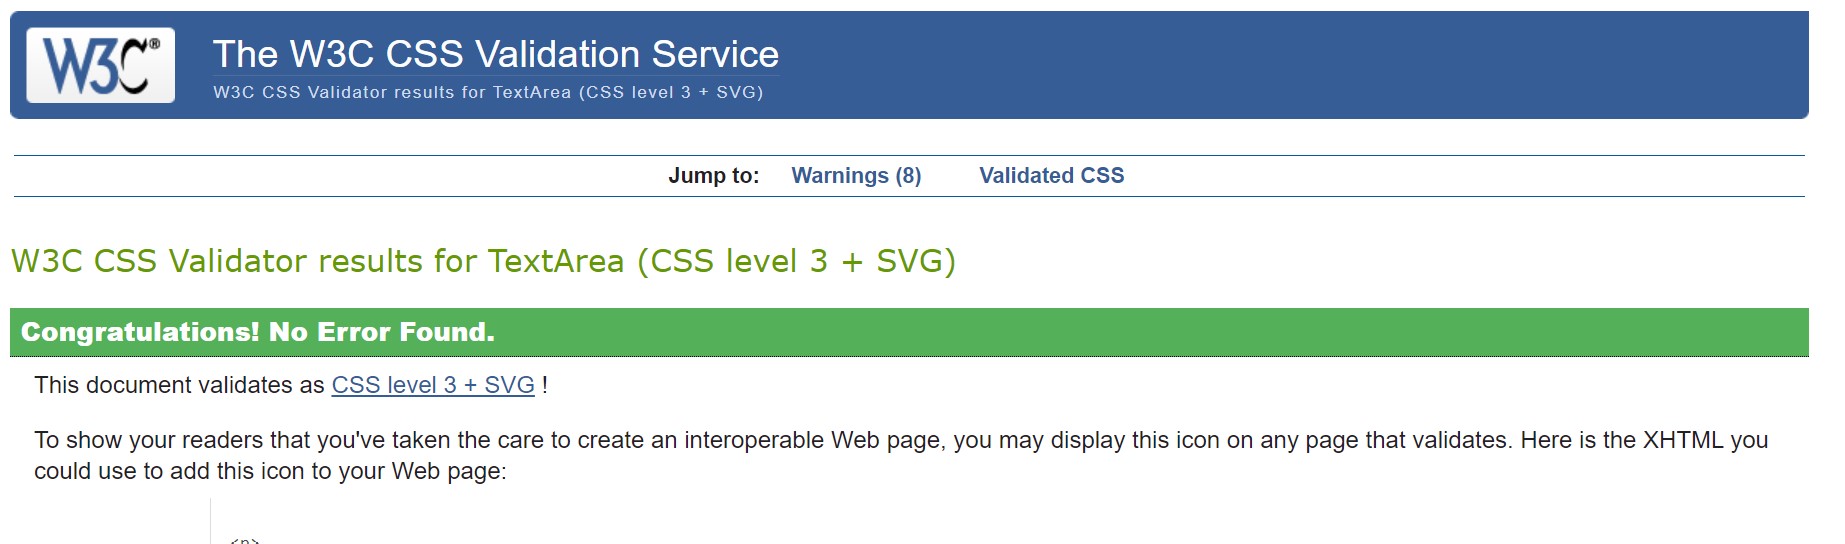 W3C®
The W3C CSS Validation Service
W3C CSS Validator results for TextArea (CSS level 3 + SVG)
Jump to: Warnings (8) Validated CSS
W3C CSS Validator results for TextArea (CSS level 3 + SVG)
Congratulations! No Error Found.
This document validates as CSS level 3 + SVG !
To show your readers that you've taken the care to create an interoperable Web page, you may display this icon on any page that validates. Here is the XHTML you
could use to add this icon to your Web page:
<p>